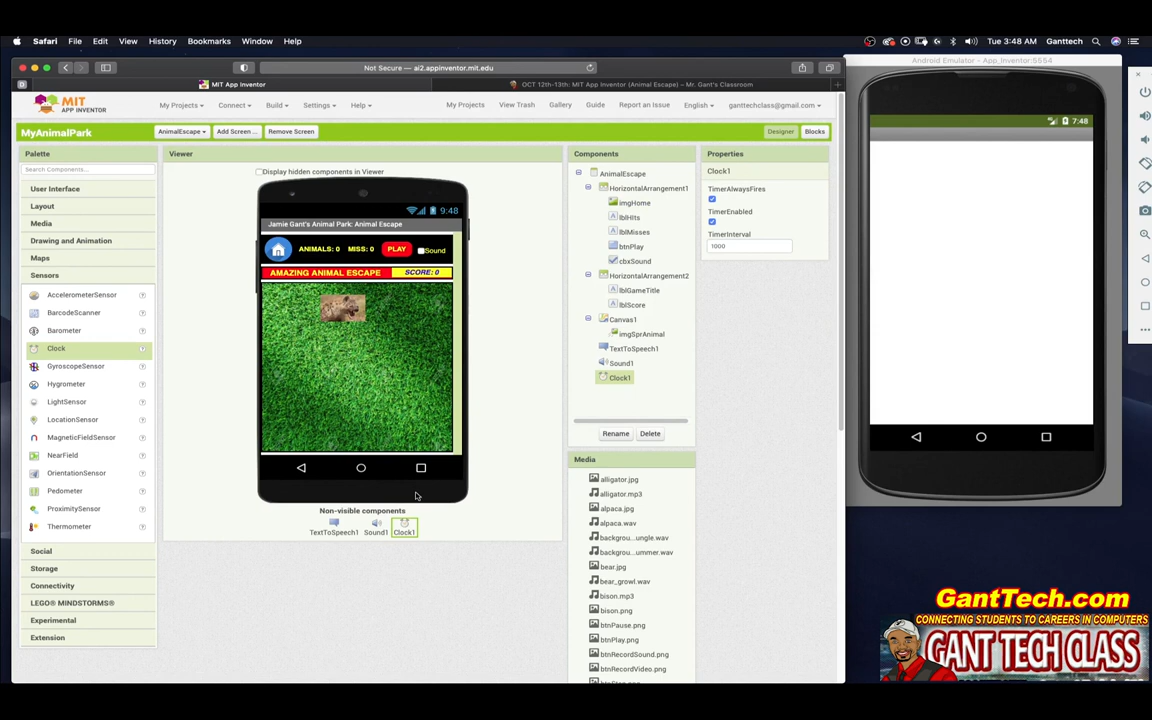 Safari File Edit View History Bookmarks Window Help
Tue 3:48 AM Ganttech
Not Secure — ai2.appinventor.mit.edu
Android Emulator - App_Inventor:5554
MIT App Inventor
OCT 12th-13th: MIT App Inventor (Animal Escape) – Mr. Gant's Classroom
MIT
APP INVENTOR
My Projects Connect Build Settings Help
My Projects View Trash Gallery Guide Report an Issue English ganttechclass@gmail.com
MyAnimalPark
AnimalEscape Add Screen ... Remove Screen
Designer Blocks
Palette
Search Components...
User Interface
Layout
Media
Drawing and Animation
Maps
Sensors
AccelerometerSensor
BarcodeScanner
Barometer
Clock
GyroscopeSensor
Hygrometer
LightSensor
LocationSensor
MagneticFieldSensor
NearField
OrientationSensor
Pedometer
ProximitySensor
Thermometer
Social
Storage
Connectivity
LEGO® MINDSTORMS®
Experimental
Extension
Viewer
Display hidden components in Viewer
9:48
Jamie Gant's Animal Park: Animal Escape
ANIMALS: 0 MISS: 0 PLAY Sound
AMAZING ANIMAL ESCAPE SCORE: 0
Non-visible components
TextToSpeech1 Sound1 Clock1
Components
AnimalEscape
HorizontalArrangement1
imgHome
lblHits
lblMisses
btnPlay
cbxSound
HorizontalArrangement2
lblGameTitle
lblScore
Canvas1
imgSprAnimal
TextToSpeech1
Sound1
Clock1
Rename Delete
Media
alligator.jpg
alligator.mp3
alpaca.jpg
alpaca.wav
backgrou...ungle.wav
backgrou...ummer.wav
bear.jpg
bear_growl.wav
bison.mp3
bison.png
btnPause.png
btnPlay.png
btnRecordSound.png
btnRecordVideo.png
Properties
Clock1
TimerAlwaysFires
TimerEnabled
TimerInterval
1000
7:48
GantTech.com
CONNECTING STUDENTS TO CAREERS IN COMPUTERS
GANT TECH CLASS